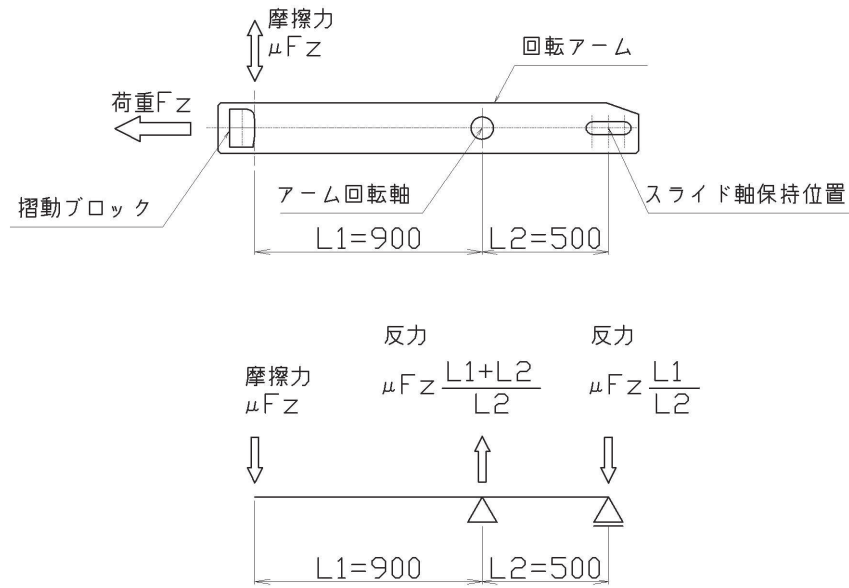 摩擦力
μFz
回転アーム
荷重Fz
摺動ブロック
アーム回転軸
スライド軸保持位置
L1=900
L2=500
反力
反力
摩擦力
μFz
μFz L1+L2
L2
μFz L1
L2
L1=900
L2=500